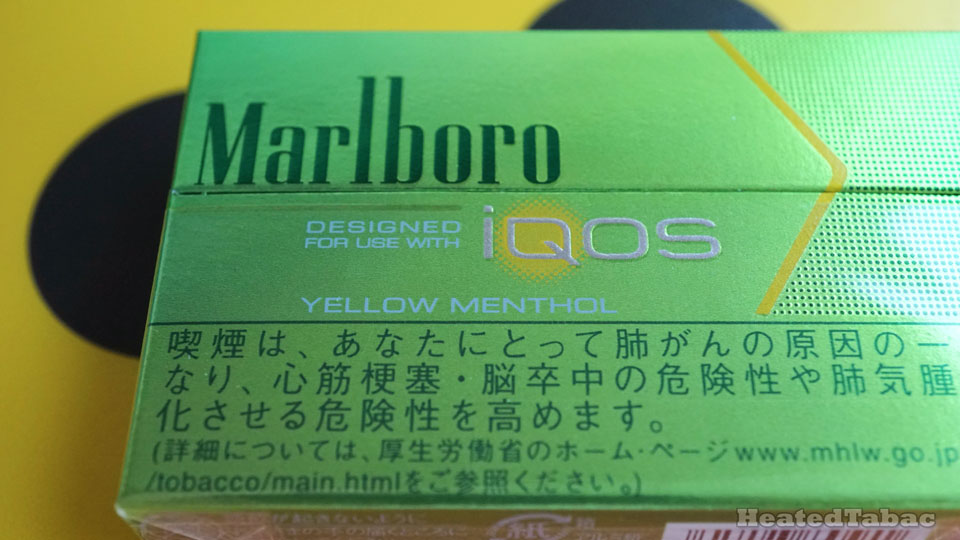 Marlboro
DESIGNED
FOR USE WITH
iQOS
YELLOW MENTHOL
喫煙は、あなたにとって肺がんの原因の一
なり、心筋梗塞・脳卒中の危険性や肺気腫
化させる危険性を高めます。
(詳細については、厚生労働省のホーム・ページwww.mhlw.go.jp
/tobacco/main.htmlをご参照ください。)
紙
HeatedTabac